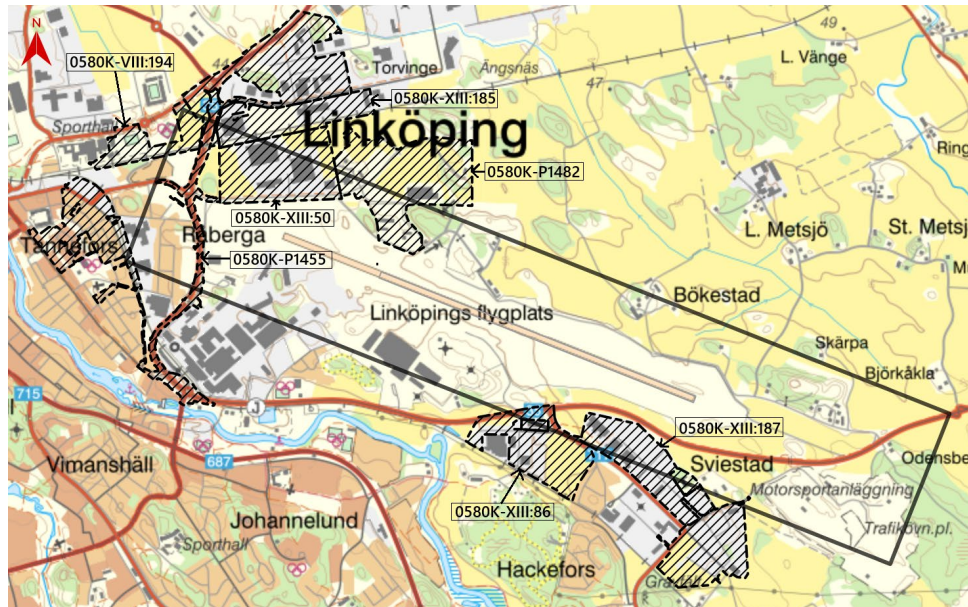 N
0580K-VIII:194
44
49
L. Vänge
Torvinge
Ängsnäs
47
0580K-XIII:185
Sporthall
Linköping
Ring
0580K-P1482
0580K-XIII:50
L. Metsjö
St. Metsj
Tannefors
Råberga
0580K-P1455
Bökestad
Linköpings flygplats
Skärpa
Björkåkla
715
J
0580K-XIII:187
687
Vimanshäll
Sviestad
Odensbe
Motorsportanläggning
0580K-XIII:86
Johannelund
Sporthall
Trafikövn.pl.
Hackefors